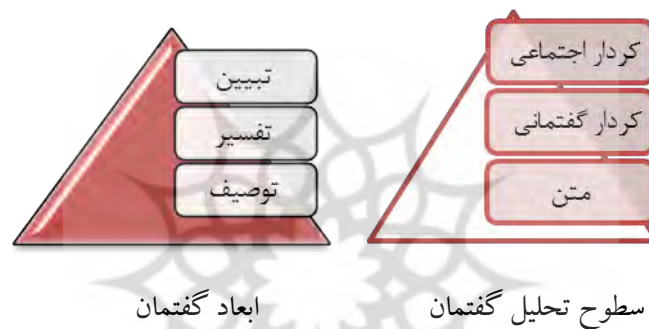 کردار اجتماعی
کردار گفتمانی
متن
سطوح تحلیل گفتمان
تبیین
تفسیر
توصیف
ابعاد گفتمان